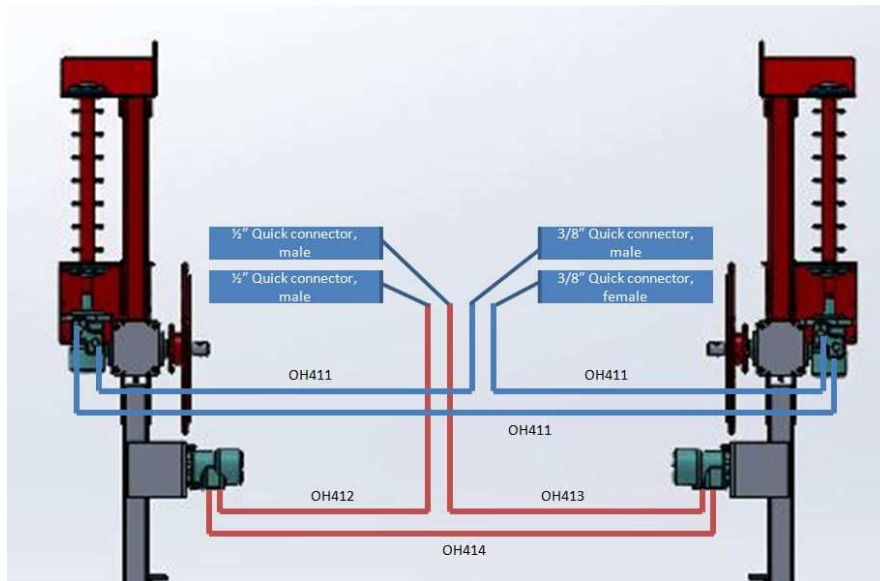 ½” Quick connector,
male
3/8” Quick connector,
male
½” Quick connector,
male
3/8” Quick connector,
female
OH411
OH411
OH411
OH412
OH413
OH414